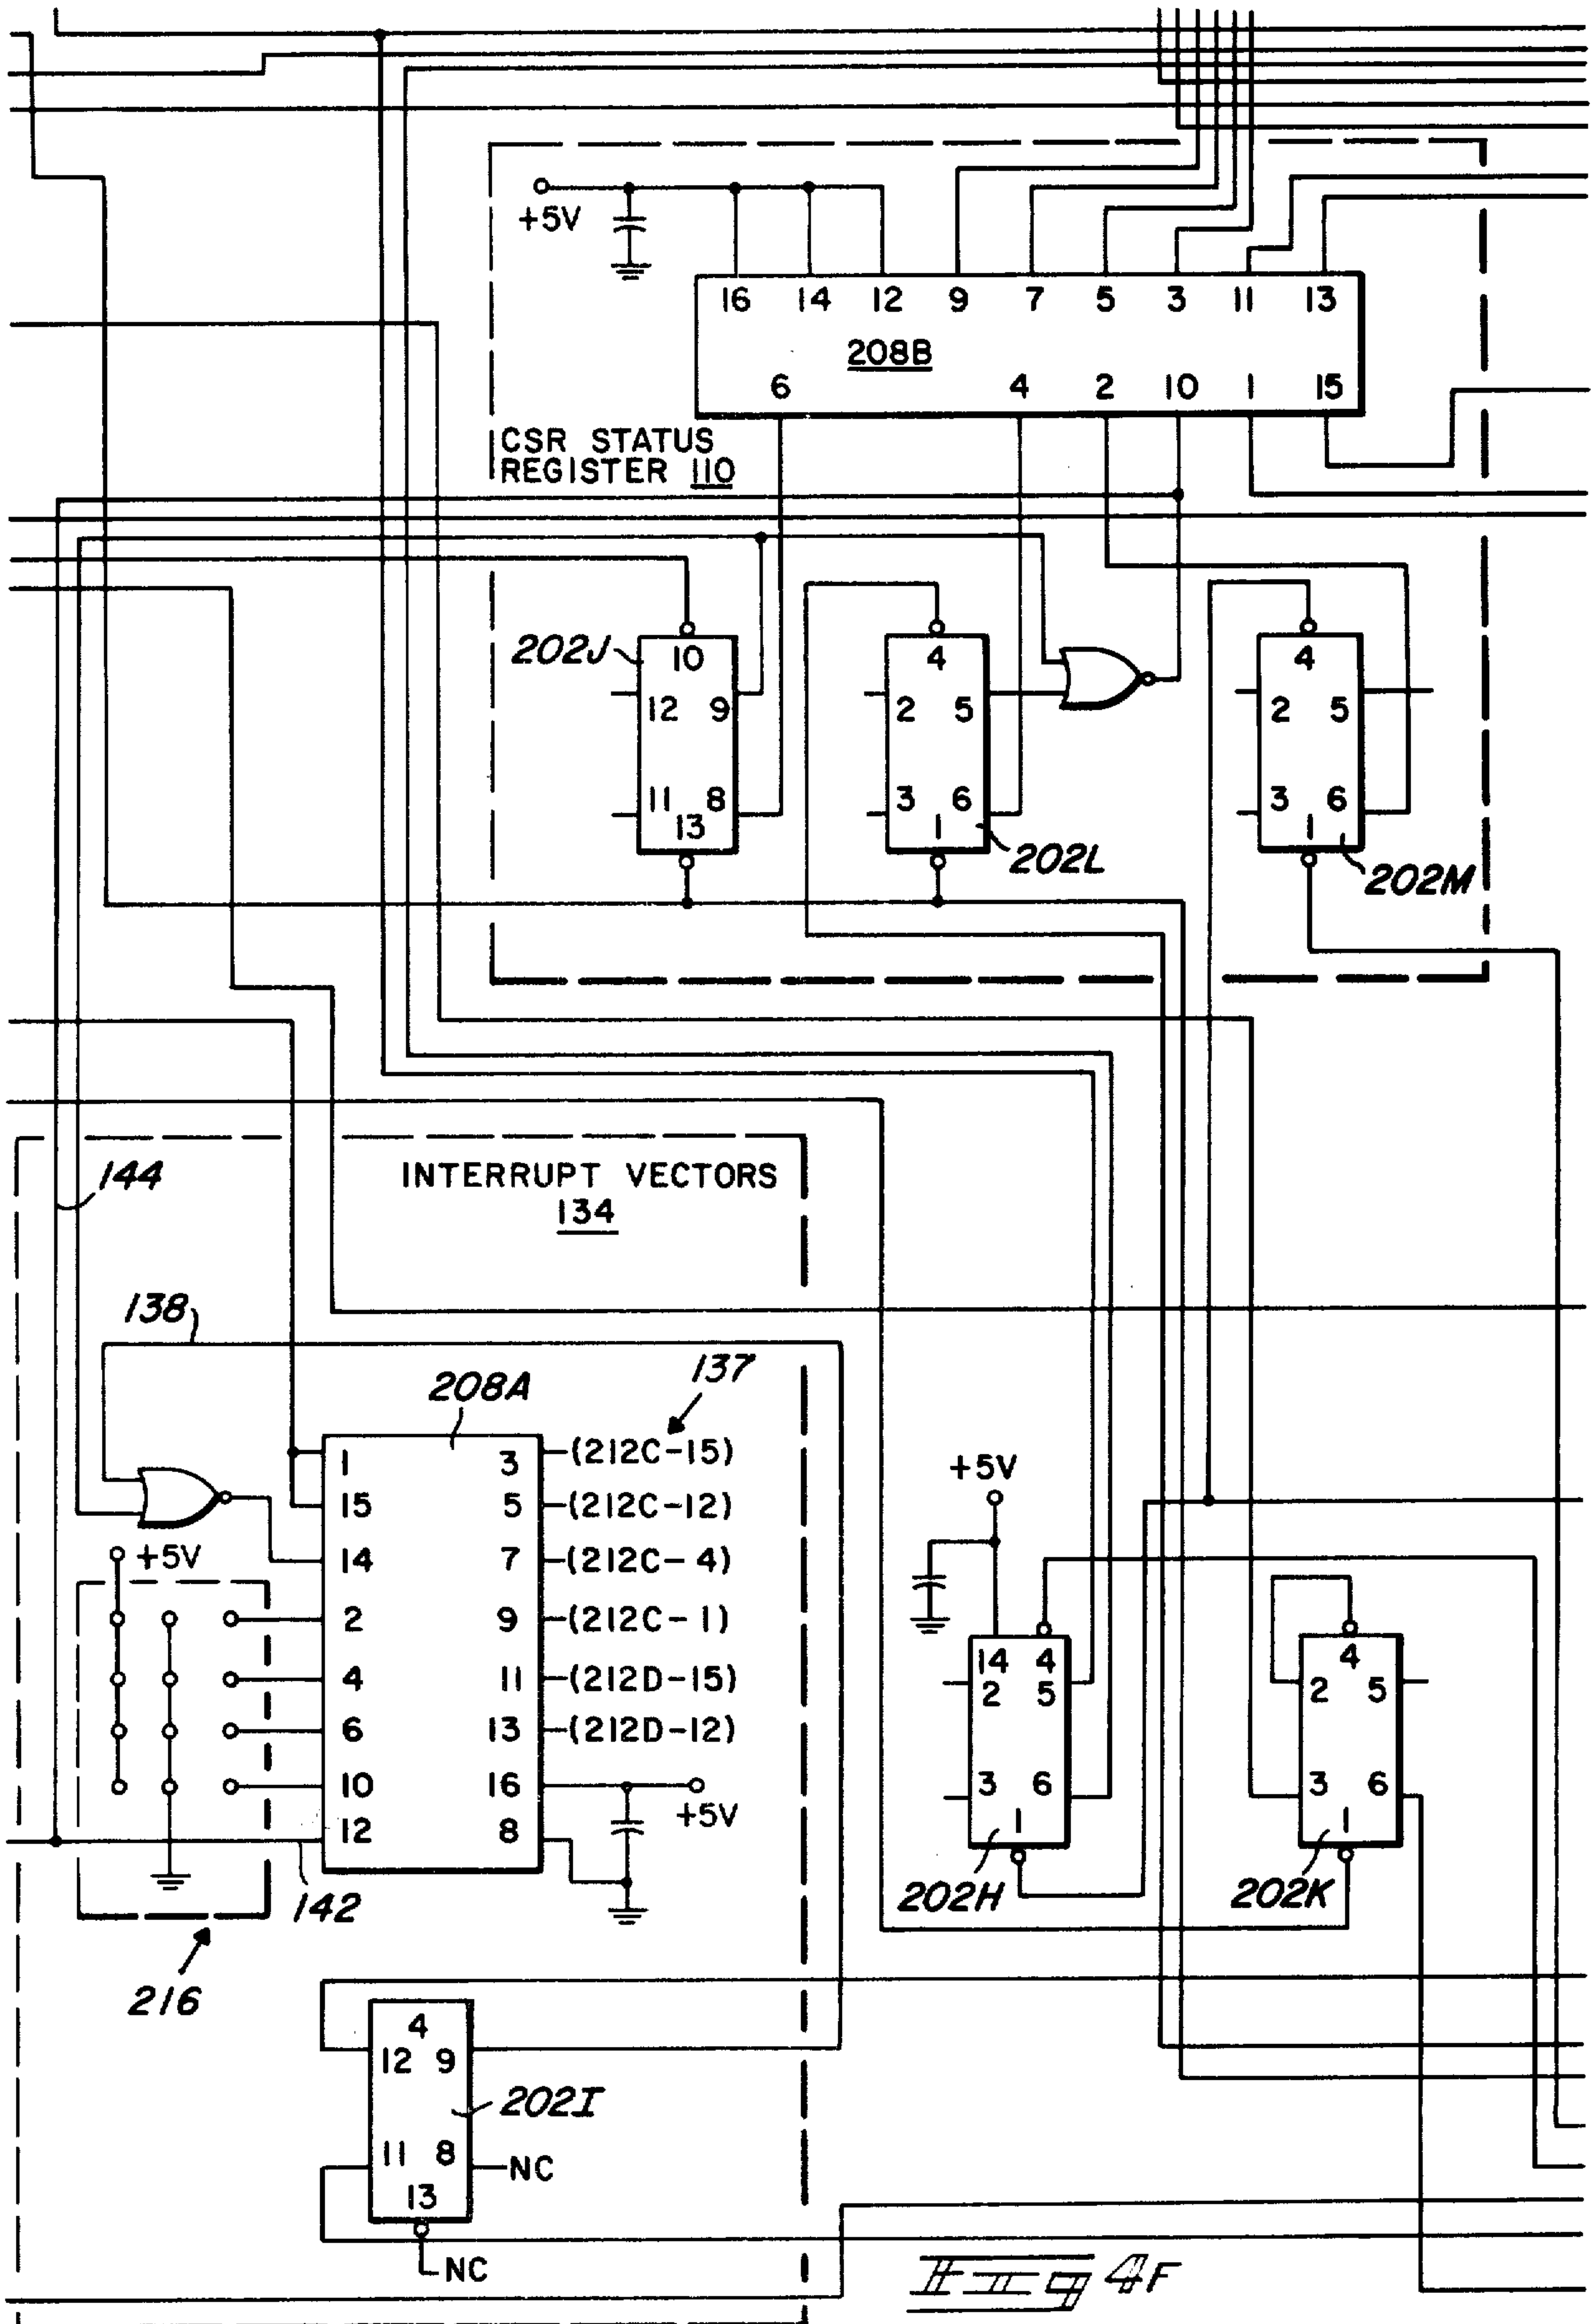 +5V
16 14 12 9 7 5 3 11 13
208B
6 4 2 10 1 15
CSR STATUS
REGISTER 110
202J
10
12 9
11 8
13
4
2 5
3 6
1
202L
4
2 5
3 6
1
202M
144
INTERRUPT VECTORS
134
138
208A
137
1 3 (212C-15)
15 5 (212C-12)
14 7 (212C-4)
+5V
2 9 (212C-1)
4 11 (212D-15)
6 13 (212D-12)
10 16
+5V
12 8
142
216
+5V
14 4
2 5
3 6
1
202H
4
2 5
3 6
1
202K
4
12 9
202I
11 8 NC
13
NC
Fig 4F